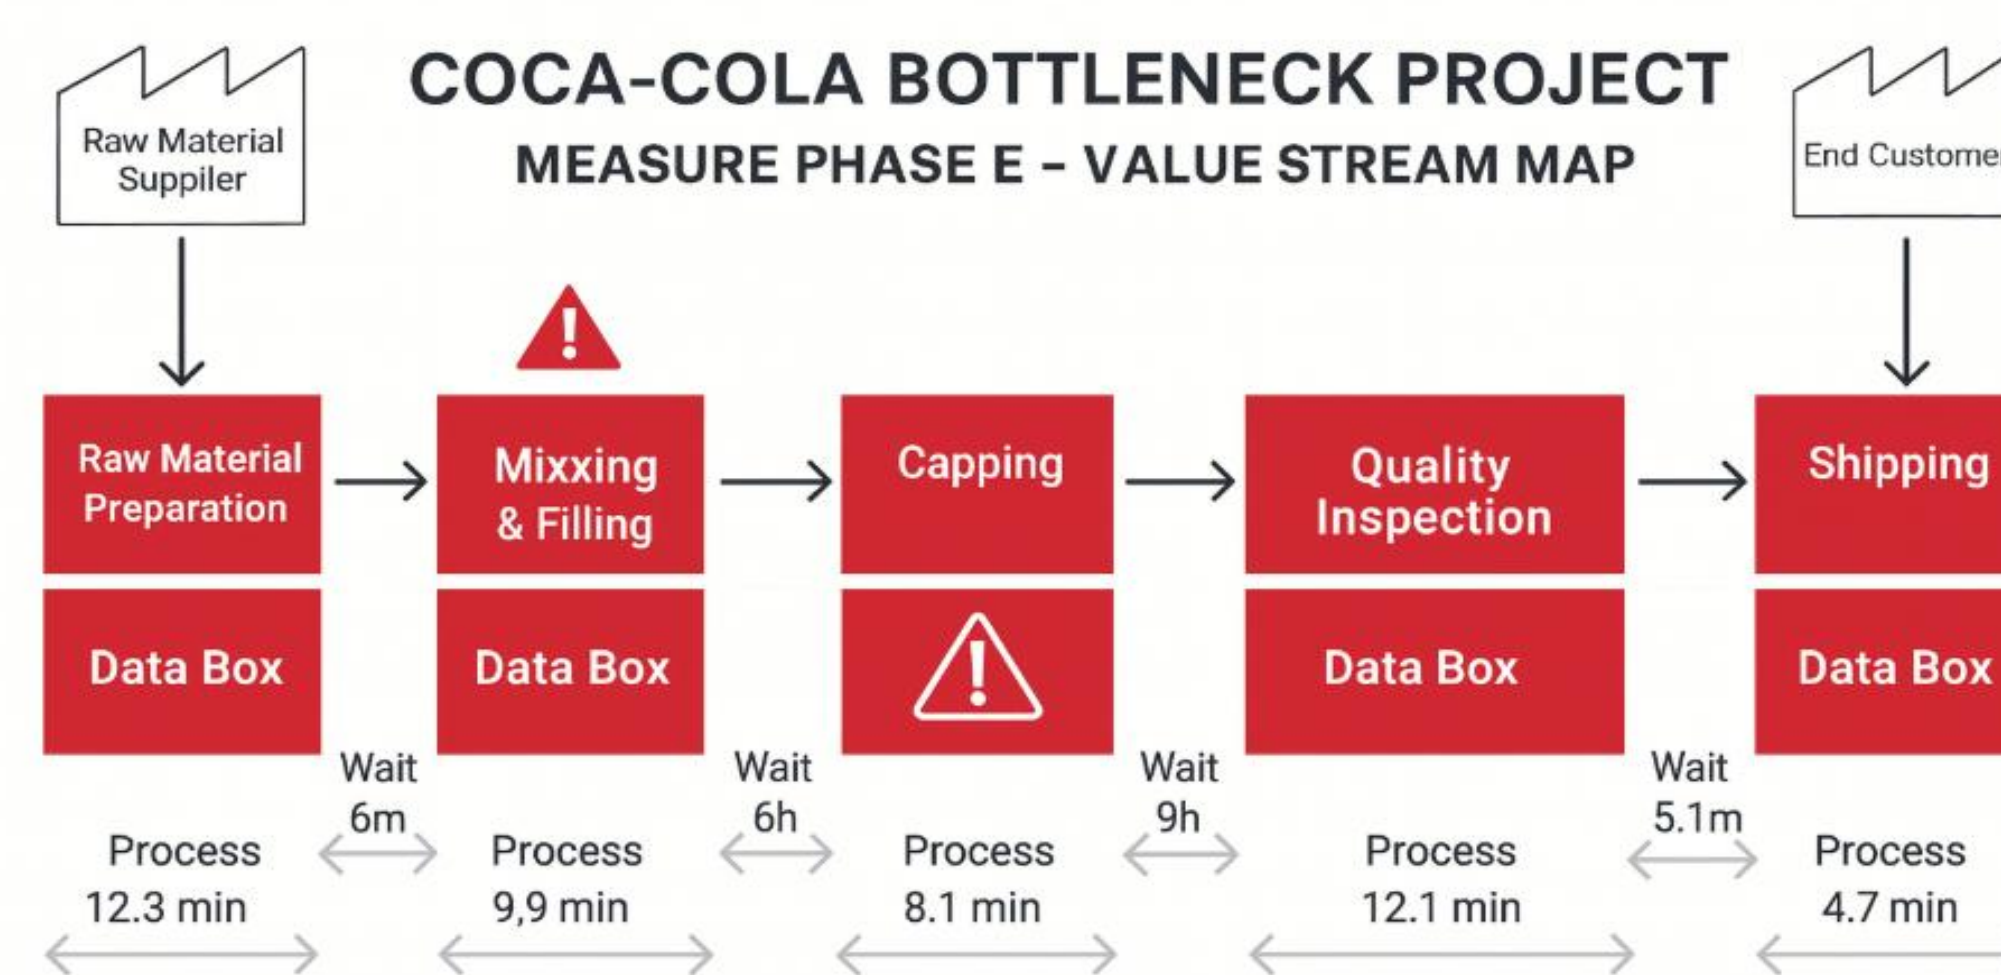 COCA-COLA BOTTLENECK PROJECT
MEASURE PHASE E – VALUE STREAM MAP
Raw Material
Suppiler
End Customer
Raw Material
Preparation
Mixxing
& Filling
Capping
Quality
Inspection
Shipping
Data Box
Data Box
Data Box
Data Box
Wait
6m
Wait
6h
Wait
9h
Wait
5.1m
Process
12.3 min
Process
9,9 min
Process
8.1 min
Process
12.1 min
Process
4.7 min